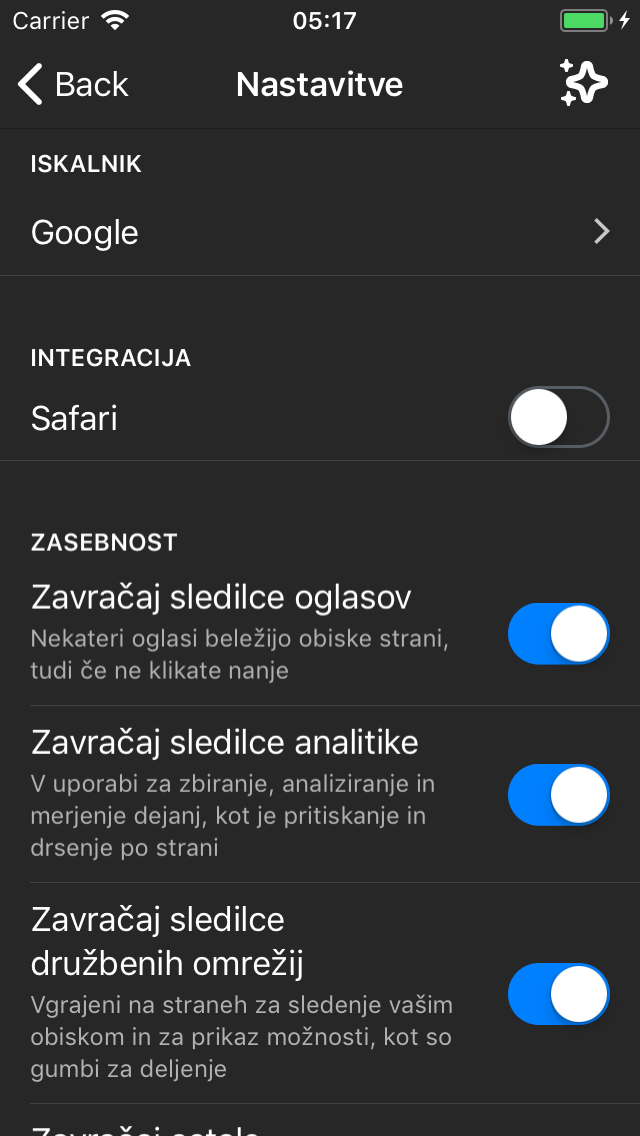 Carrier
05:17
Back
Nastavitve
ISKALNIK
Google
INTEGRACIJA
Safari
ZASEBNOST
Zavračaj sledilce oglasov
Nekateri oglasi beležijo obiske strani,
tudi če ne klikate nanje
Zavračaj sledilce analitike
V uporabi za zbiranje, analiziranje in
merjenje dejanj, kot je pritiskanje in
drsenje po strani
Zavračaj sledilce
družbenih omrežij
Vgrajeni na straneh za sledenje vašim
obiskom in za prikaz možnosti, kot so
gumbi za deljenje
Zavračaj